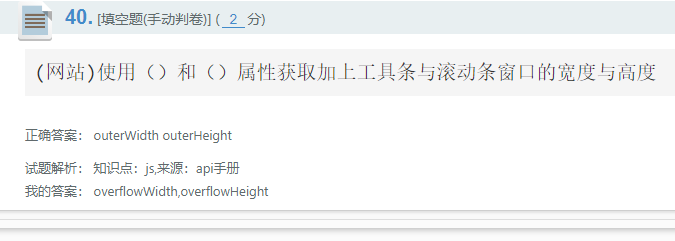 40. [填空题(手动判卷)] ( 2 分)
(网站)使用（）和（）属性获取加上工具条与滚动条窗口的宽度与高度
正确答案： outerWidth outerHeight
试题解析： 知识点：js,来源：api手册
我的答案： overflowWidth,overflowHeight